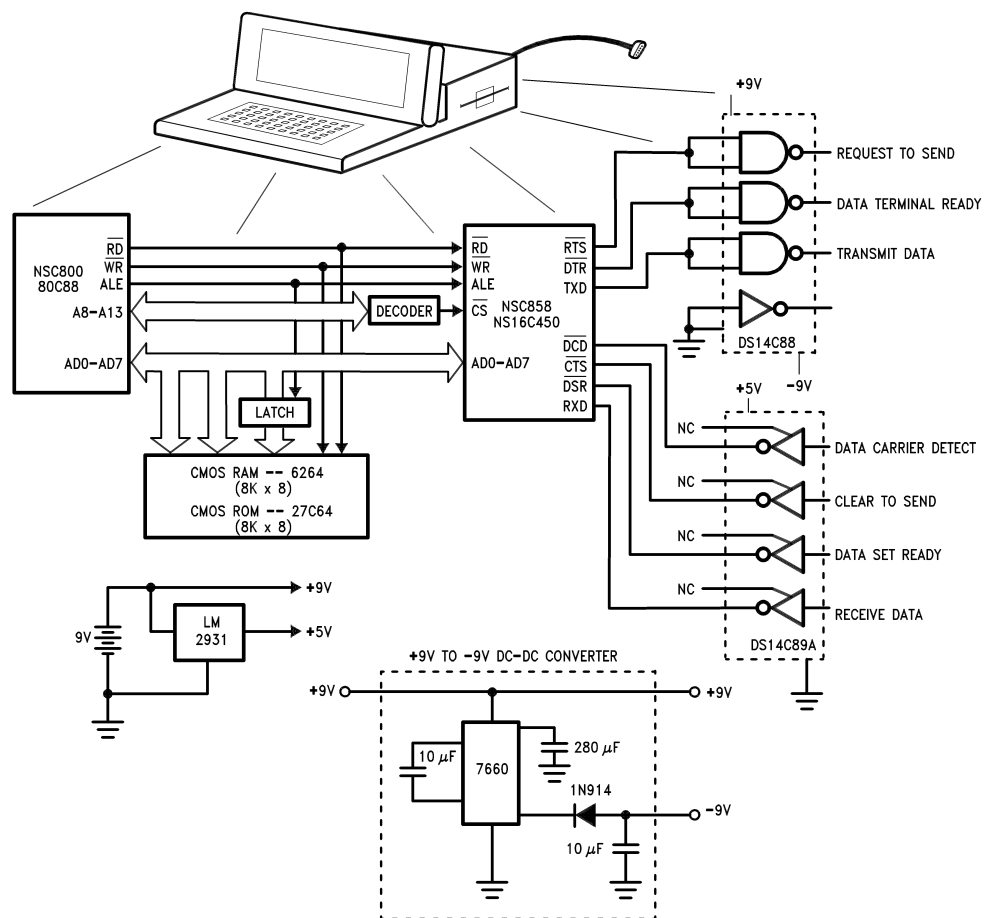 +9V
REQUEST TO SEND
DATA TERMINAL READY
TRANSMIT DATA
DS14C88
-9V
NSC800
80C88
RD
WR
ALE
A8-A13
AD0-AD7
DECODER
LATCH
RD
WR
ALE
CS
NSC858
NS16C450
AD0-AD7
RTS
DTR
TXD
DCD
CTS
DSR
RXD
CMOS RAM -- 6264
(8K x 8)
CMOS ROM -- 27C64
(8K x 8)
+5V
NC
DATA CARRIER DETECT
NC
CLEAR TO SEND
NC
DATA SET READY
NC
RECEIVE DATA
DS14C89A
9V
LM
2931
+9V
+5V
+9V TO -9V DC-DC CONVERTER
+9V
+9V
10 μF
7660
280 μF
1N914
-9V
10 μF